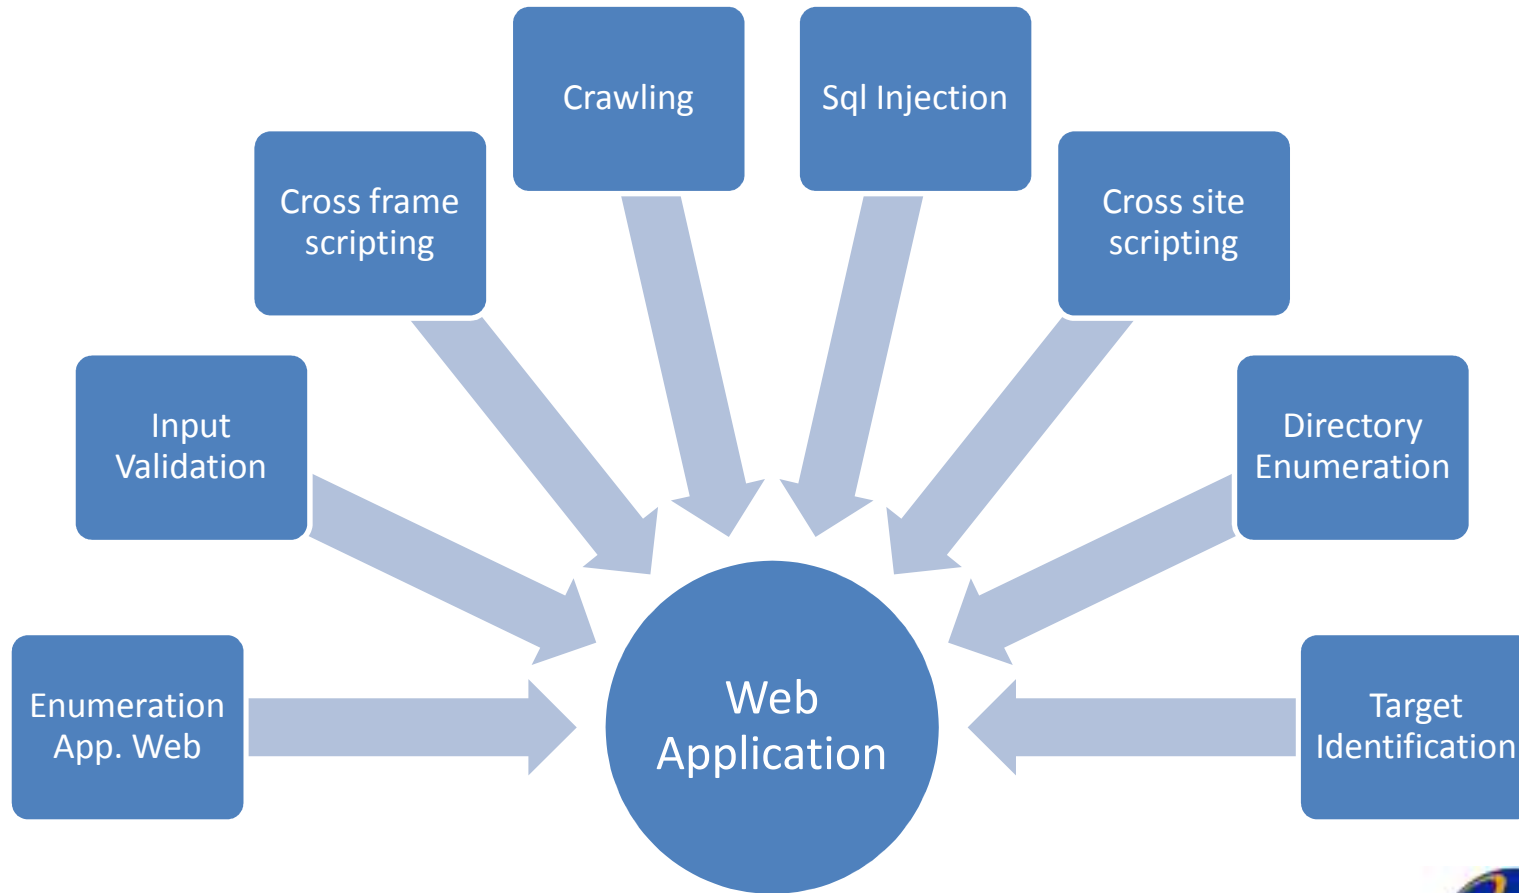 Crawling
Sql Injection
Cross frame
scripting
Cross site
scripting
Input
Validation
Directory
Enumeration
Enumeration
App. Web
Web
Application
Target
Identification